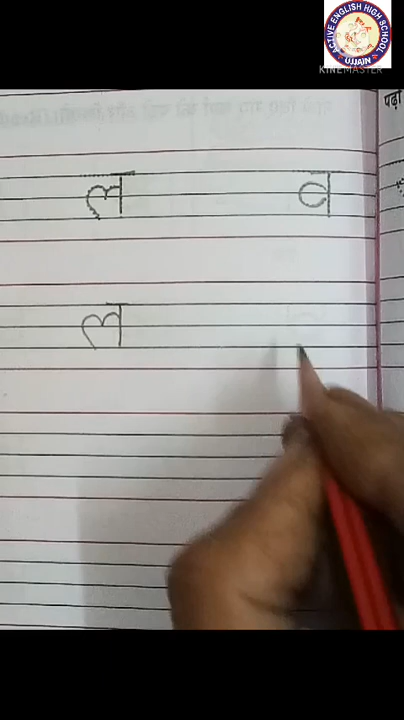 ACTIVE ENGLISH HIGH SCHOOL
UJJAIN
KINEMASTER
ल व
ल